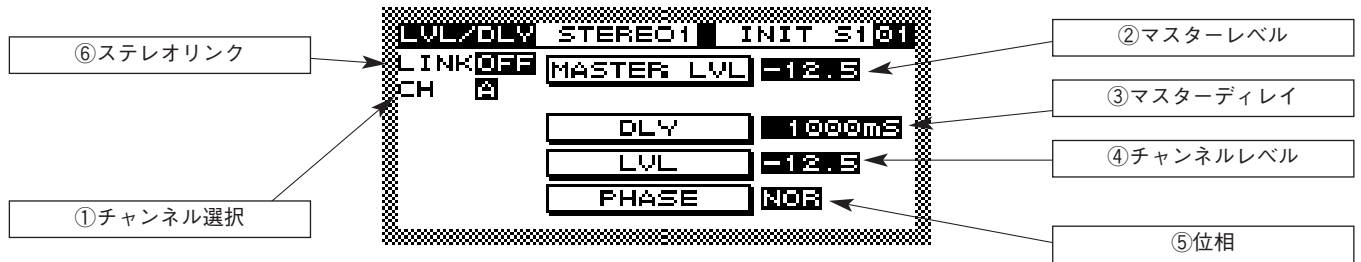 LVL/DLY STEREO1 INIT S1 01
⑥ステレオリンク
②マスターレベル
LINK OFF MASTER LVL -12.5
CH A
③マスターディレイ
DLY 1000mS
④チャンネルレベル
LVL -12.5
①チャンネル選択
PHASE NOR
⑤位相